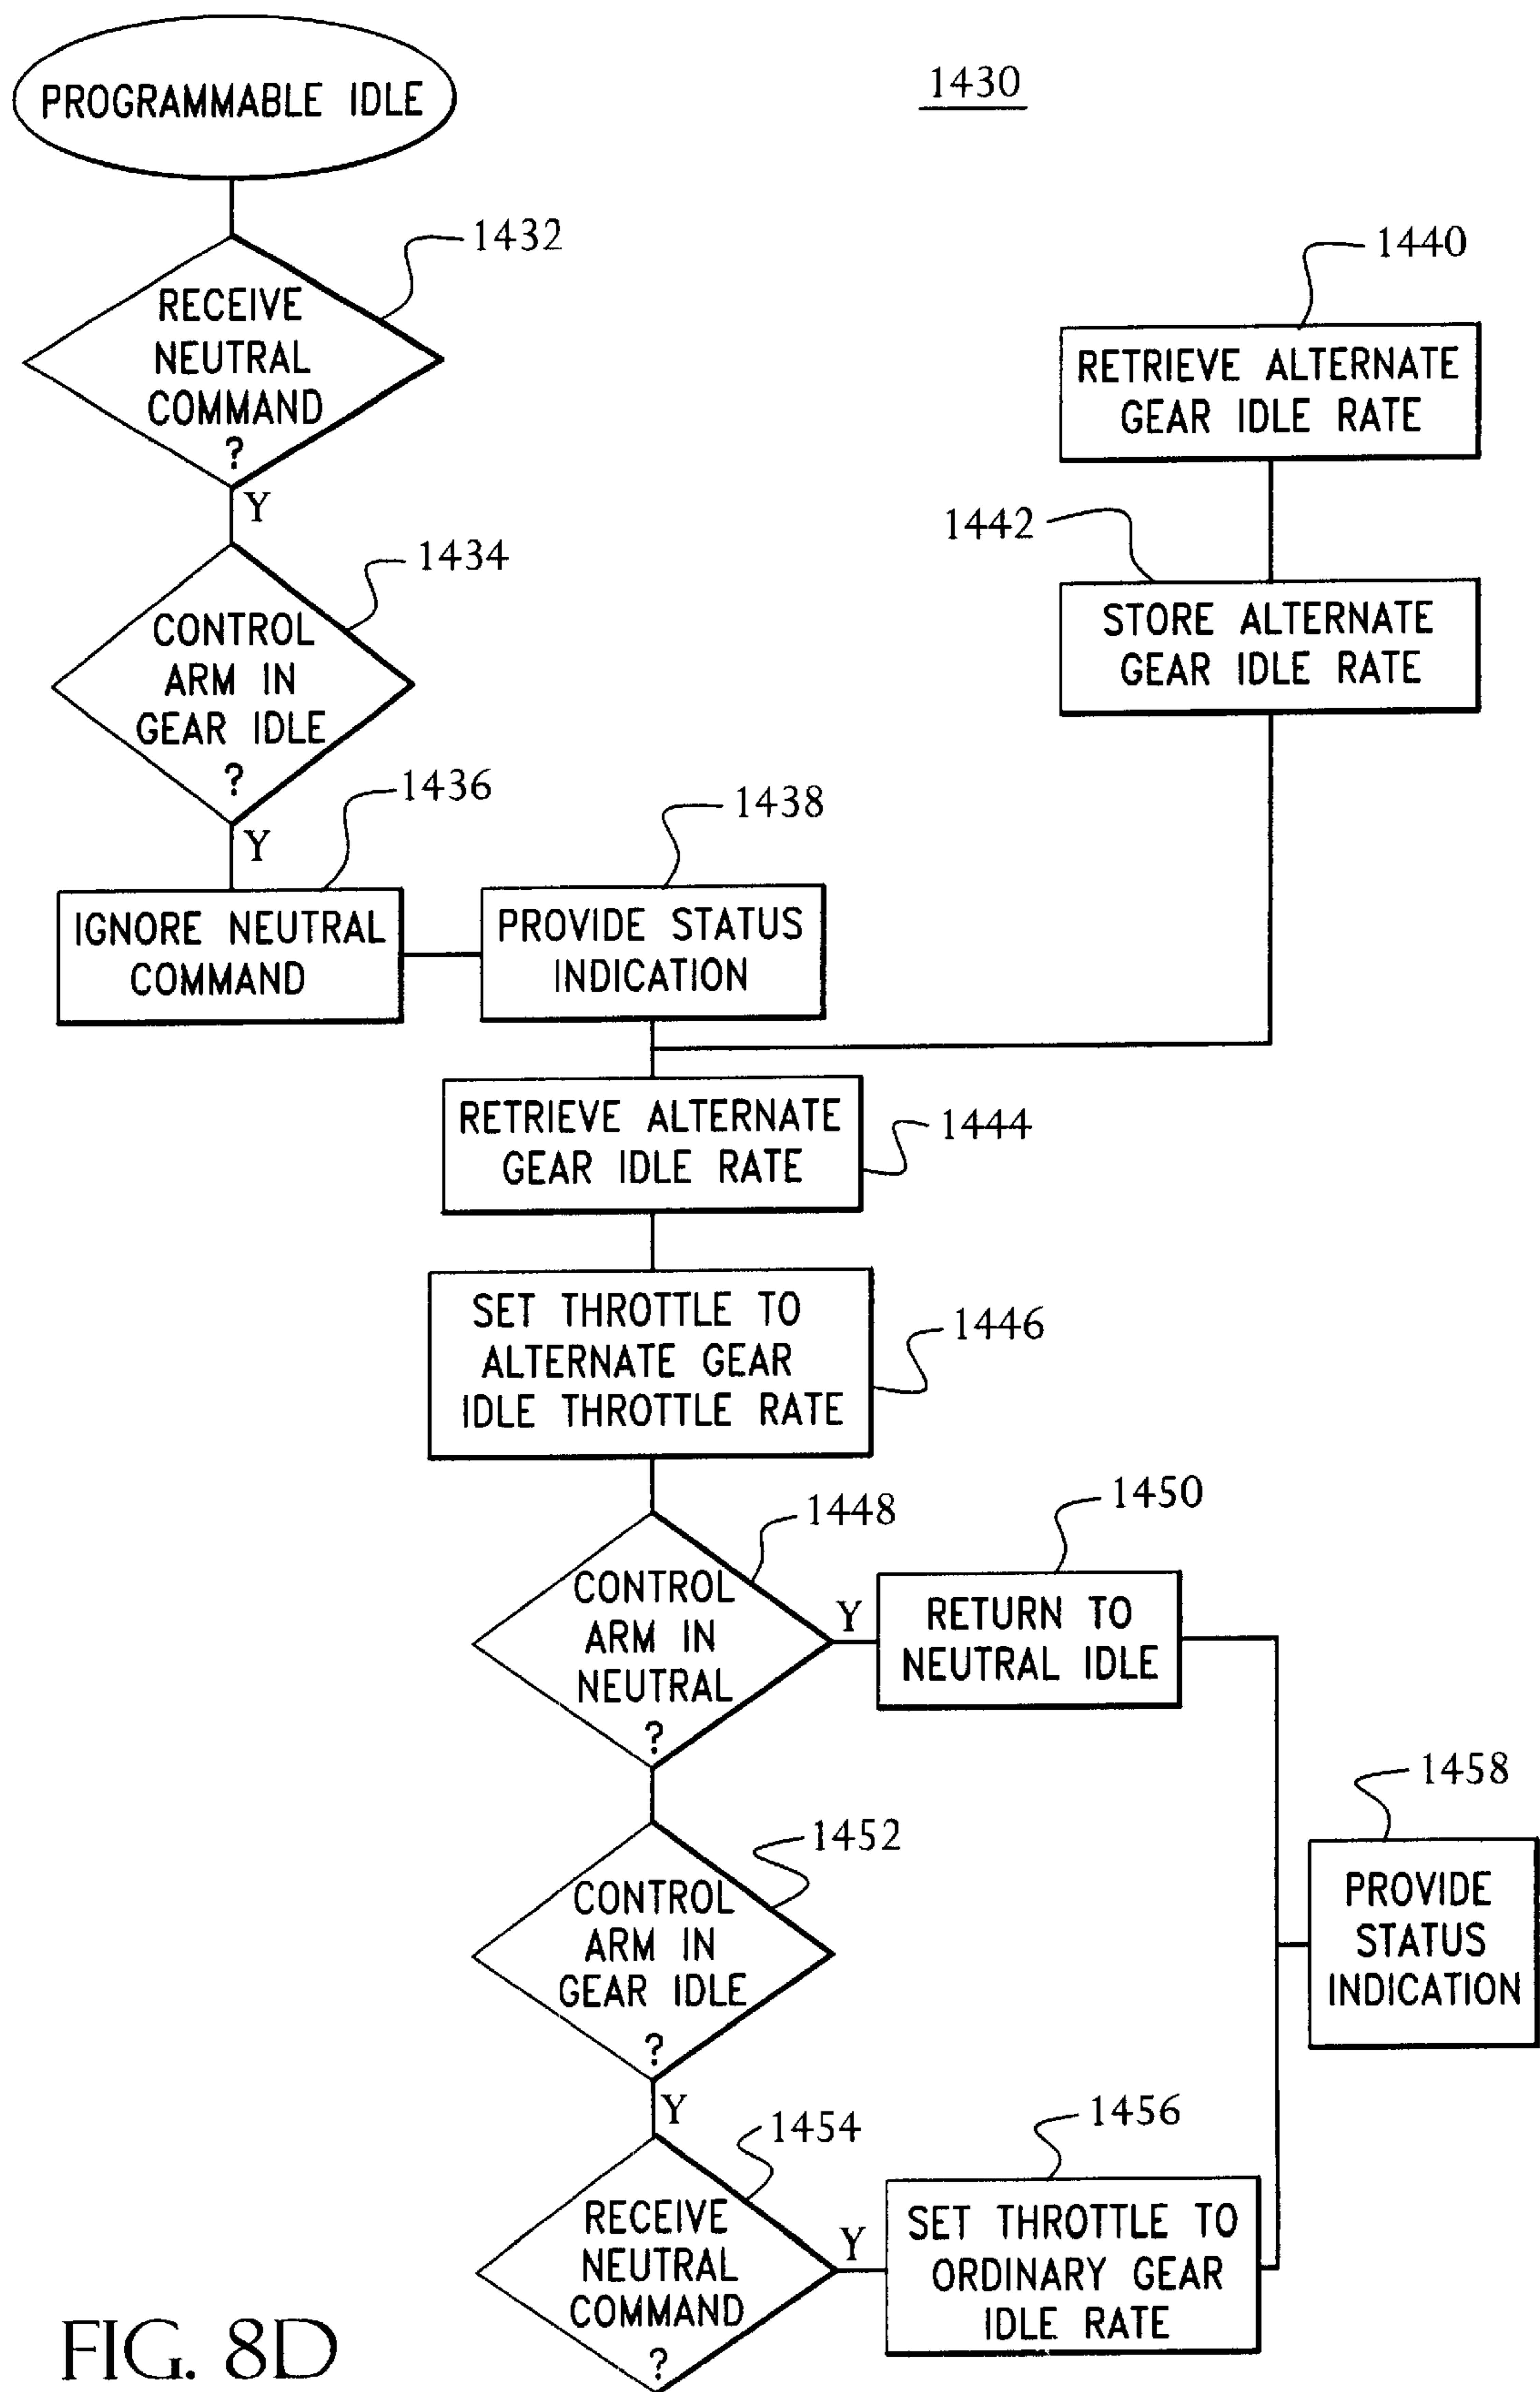 PROGRAMMABLE IDLE
1430
1432
RECEIVE
NEUTRAL
COMMAND
?
Y
1434
CONTROL
ARM IN
GEAR IDLE
?
Y
1436
IGNORE NEUTRAL
COMMAND
1438
PROVIDE STATUS
INDICATION
1440
RETRIEVE ALTERNATE
GEAR IDLE RATE
1442
STORE ALTERNATE
GEAR IDLE RATE
RETRIEVE ALTERNATE
GEAR IDLE RATE
1444
SET THROTTLE TO
ALTERNATE GEAR
IDLE THROTTLE RATE
1446
1448
CONTROL
ARM IN
NEUTRAL
?
Y
1450
RETURN TO
NEUTRAL IDLE
1452
CONTROL
ARM IN
GEAR IDLE
?
Y
1458
PROVIDE
STATUS
INDICATION
1454
RECEIVE
NEUTRAL
COMMAND
?
Y
1456
SET THROTTLE TO
ORDINARY GEAR
IDLE RATE
FIG. 8D